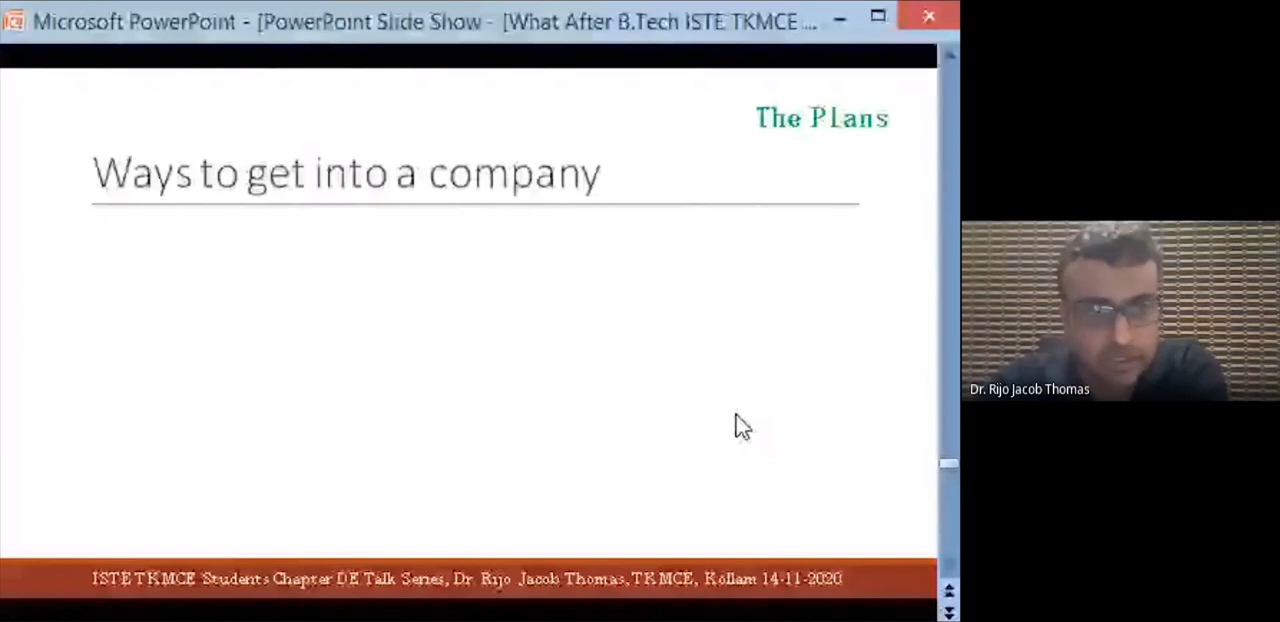 Microsoft PowerPoint - [PowerPoint Slide Show - [What After B.Tech ISTE TKMCE ...
The Plans
Ways to get into a company
Dr. Rijo Jacob Thomas
ISTE TKMCE Students Chapter DE Talk Series, Dr. Rijo Jacob Thomas, TKMCE, Kollam 14-11-2020